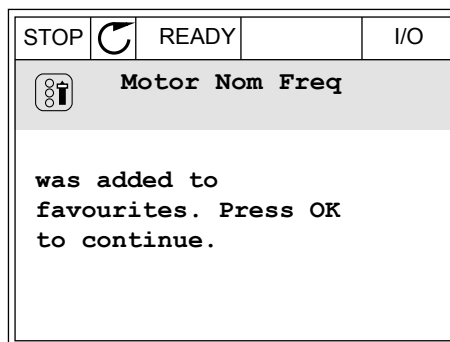 STOP READY I/O
Motor Nom Freq
was added to
favourites. Press OK
to continue.